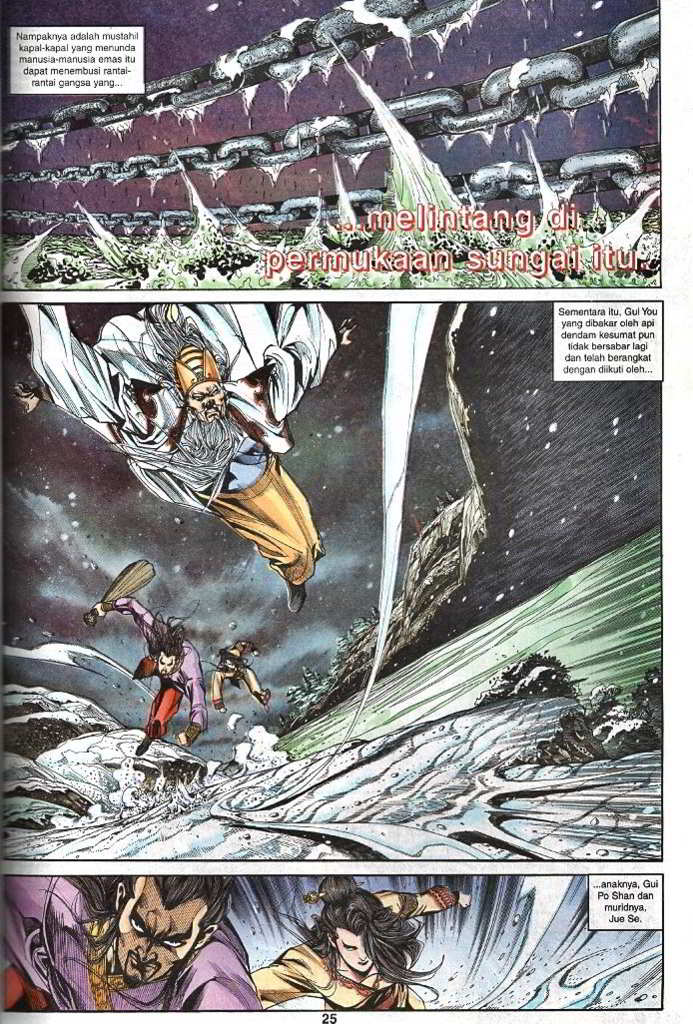 Nampaknya adalah mustahil
kapal-kapal yang menunda
manusia-manusia emas itu
dapat menembusi rantai-
rantai gangsa yang...
...melintang di
permukaan sungai itu.
Sementara itu, Gui You
yang dibakar oleh api
dendam kesumat pun
tidak bersabar lagi
dan telah berangkat
dengan diikuti oleh...
...anaknya, Gui
Po Shan dan
muridnya,
Jue Se.
25